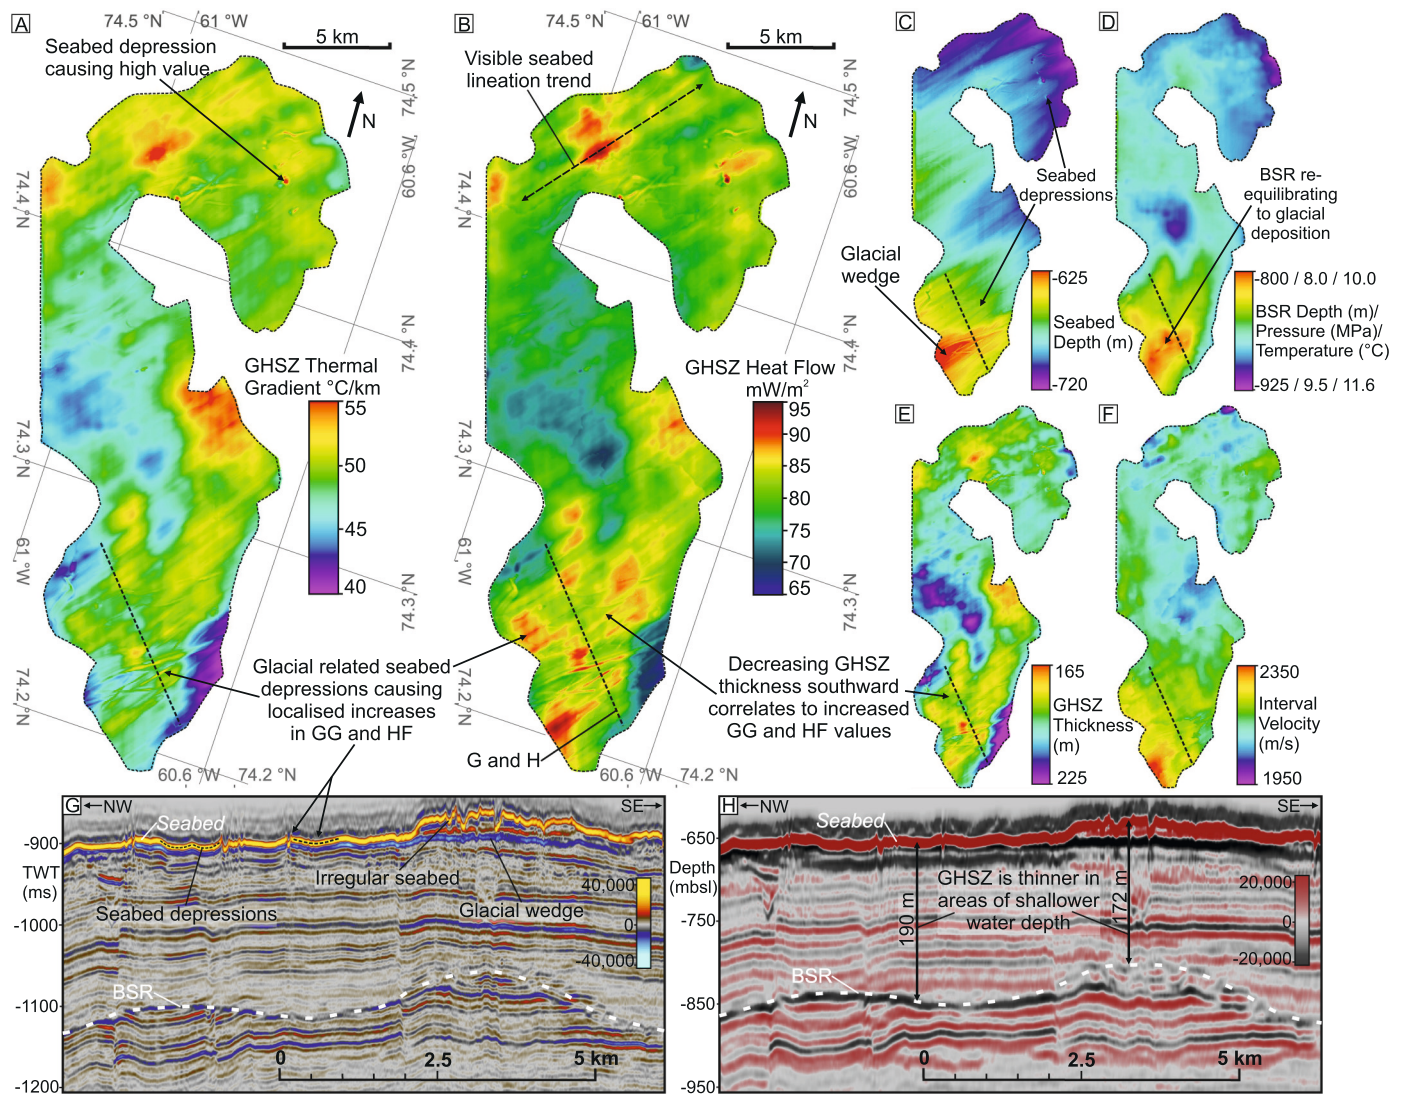 A
74.5 °N
61 °W
5 km
Seabed depression
causing high value
74.5 °N
N
60.6 °W
74.4 °N
74.4 °N
GHSZ Thermal
Gradient °C/km
55
50
45
40
74.3 °N
61 °W
74.3 °N
74.2 °N
60.6 °W
74.2 °N
Glacial related seabed
depressions causing
localised increases
in GG and HF
B
74.5 °N
61 °W
5 km
Visible seabed
lineation trend
74.5 °N
N
60.6 °W
74.4 °N
74.4 °N
GHSZ Heat Flow
mW/m²
95
90
85
80
75
70
65
74.3 °N
61 °W
74.3 °N
74.2 °N
G and H
60.6 °W
74.2 °N
Decreasing GHSZ
thickness southward
correlates to increased
GG and HF values
C
Seabed
depressions
Glacial
wedge
-625
Seabed
Depth (m)
-720
D
BSR re-
equilibrating
to glacial
deposition
-800 / 8.0 / 10.0
BSR Depth (m)/
Pressure (MPa)/
Temperature (°C)
-925 / 9.5 / 11.6
E
165
GHSZ
Thickness
(m)
225
F
2350
Interval
Velocity
(m/s)
1950
G
NW
SE
Seabed
-900
TWT
(ms)
-1000
-1100
-1200
Irregular seabed
Seabed depressions
Glacial wedge
40,000
0
-40,000
BSR
0
2.5
5 km
H
NW
SE
Seabed
-650
Depth
(mbsl)
-750
-850
-950
GHSZ is thinner in
areas of shallower
water depth
190 m
172 m
20,000
0
-20,000
BSR
0
2.5
5 km